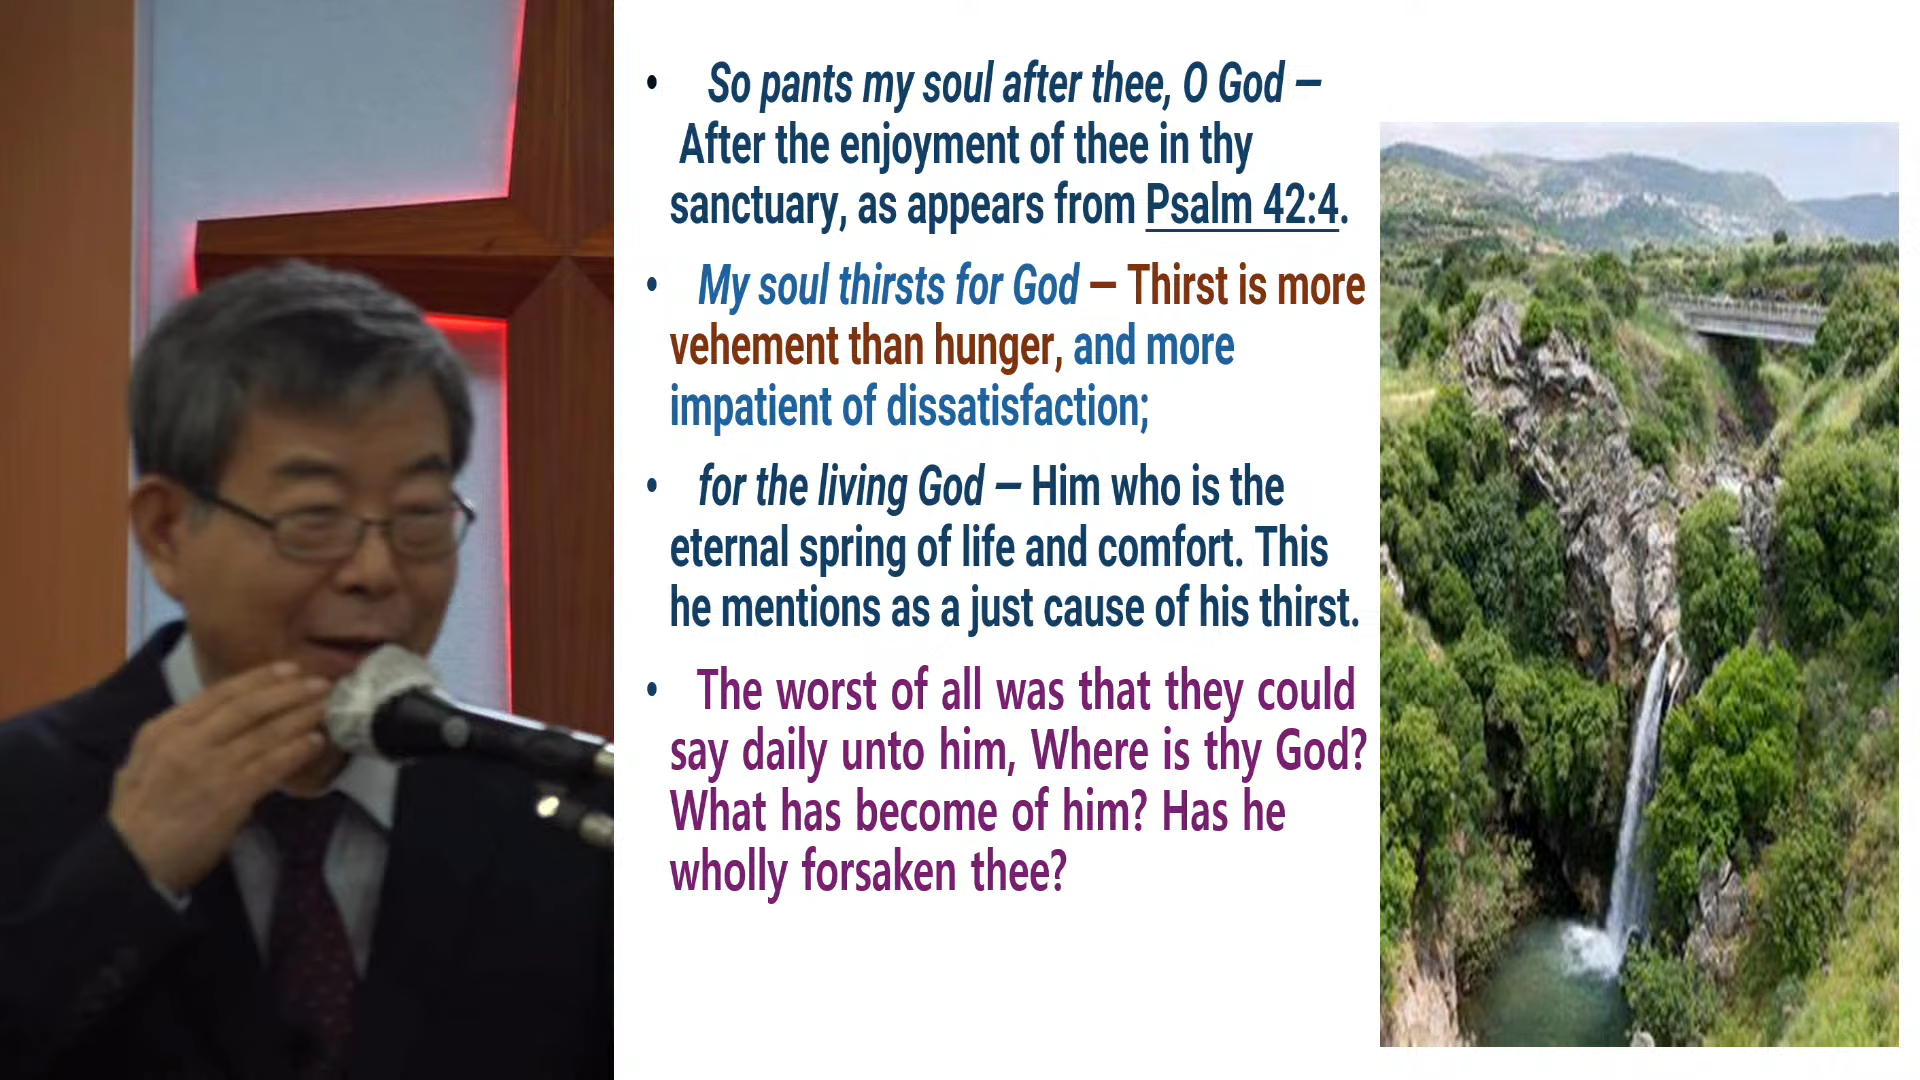 • So pants my soul after thee, O God —
After the enjoyment of thee in thy
sanctuary, as appears from Psalm 42:4.
• My soul thirsts for God — Thirst is more
vehement than hunger, and more
impatient of dissatisfaction;
• for the living God — Him who is the
eternal spring of life and comfort. This
he mentions as a just cause of his thirst.
• The worst of all was that they could
say daily unto him, Where is thy God?
What has become of him? Has he
wholly forsaken thee?